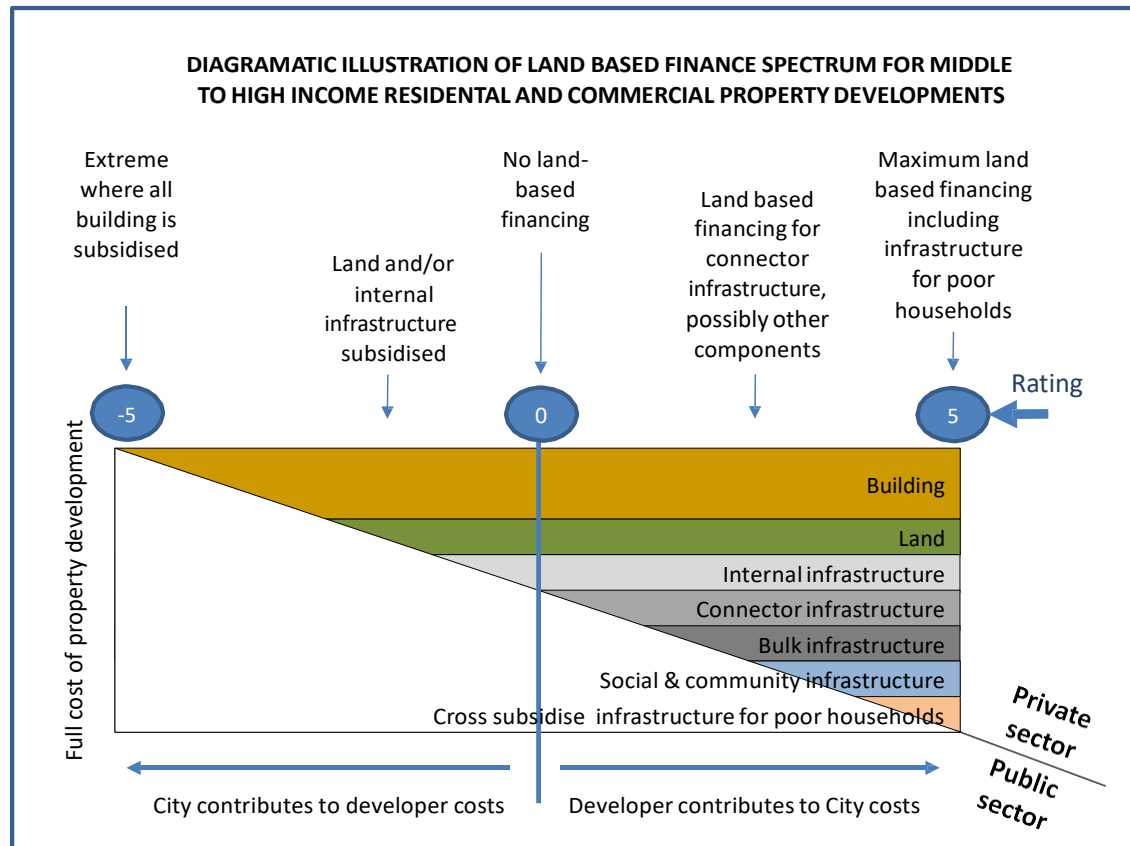 DIAGRAMATIC ILLUSTRATION OF LAND BASED FINANCE SPECTRUM FOR MIDDLE
TO HIGH INCOME RESIDENTAL AND COMMERCIAL PROPERTY DEVELOPMENTS
Extreme
where all
building is
subsidised
Land and/or
internal
infrastructure
subsidised
No land-
based
financing
Land based
financing for
connector
infrastructure,
possibly other
components
Maximum land
based financing
including
infrastructure
for poor
households
Rating
-5
0
5
Full cost of property development
Building
Land
Internal infrastructure
Connector infrastructure
Bulk infrastructure
Social & community infrastructure
Cross subsidise infrastructure for poor households
Private
sector
Public
sector
City contributes to developer costs
Developer contributes to City costs